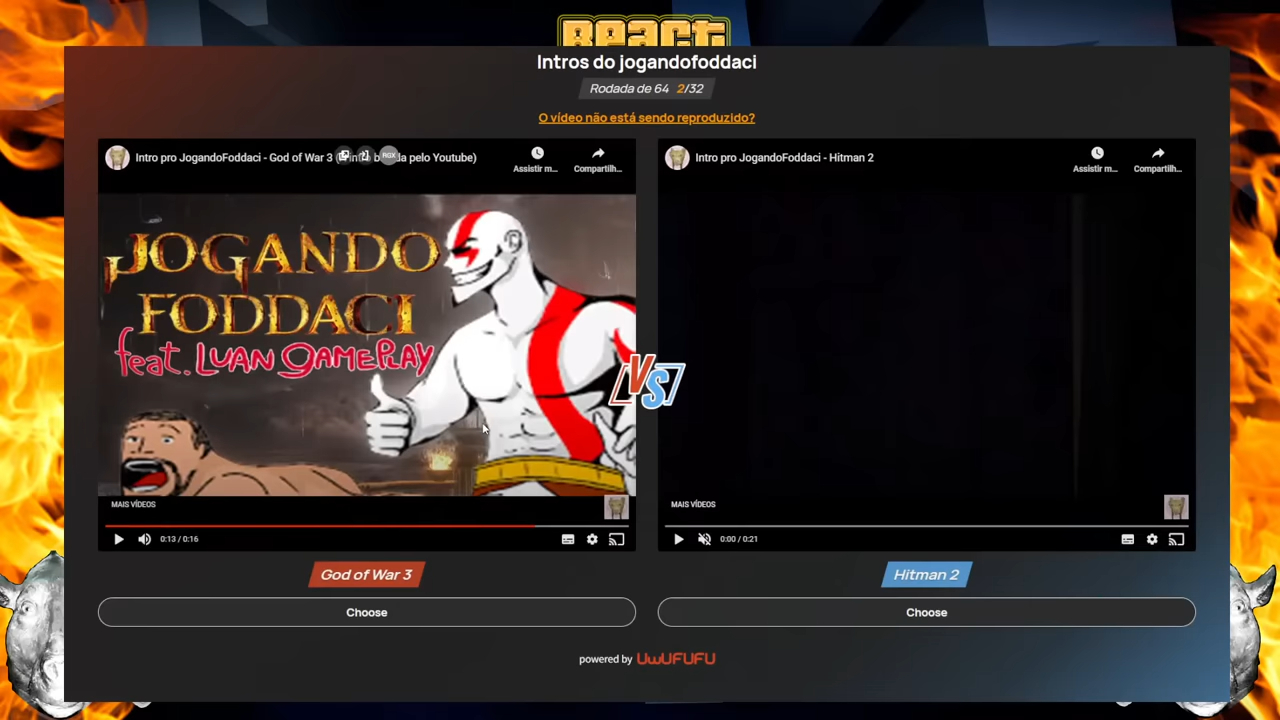 React
Intros do jogandofoddaci
Rodada de 64 2/32
O vídeo não está sendo reproduzido?
Intro pro JogandoFoddaci - God of War 3 pelo Youtube)
Assistir m...
Compartilh...
JOGANDO
FODDACI
feat. LUAN GAMEPLAY
MAIS VÍDEOS
0:13 / 0:16
Intro pro JogandoFoddaci - Hitman 2
Assistir m...
Compartilh...
MAIS VÍDEOS
0:00 / 0:21
VS
God of War 3
Hitman 2
Choose
Choose
powered by UwUFUFU